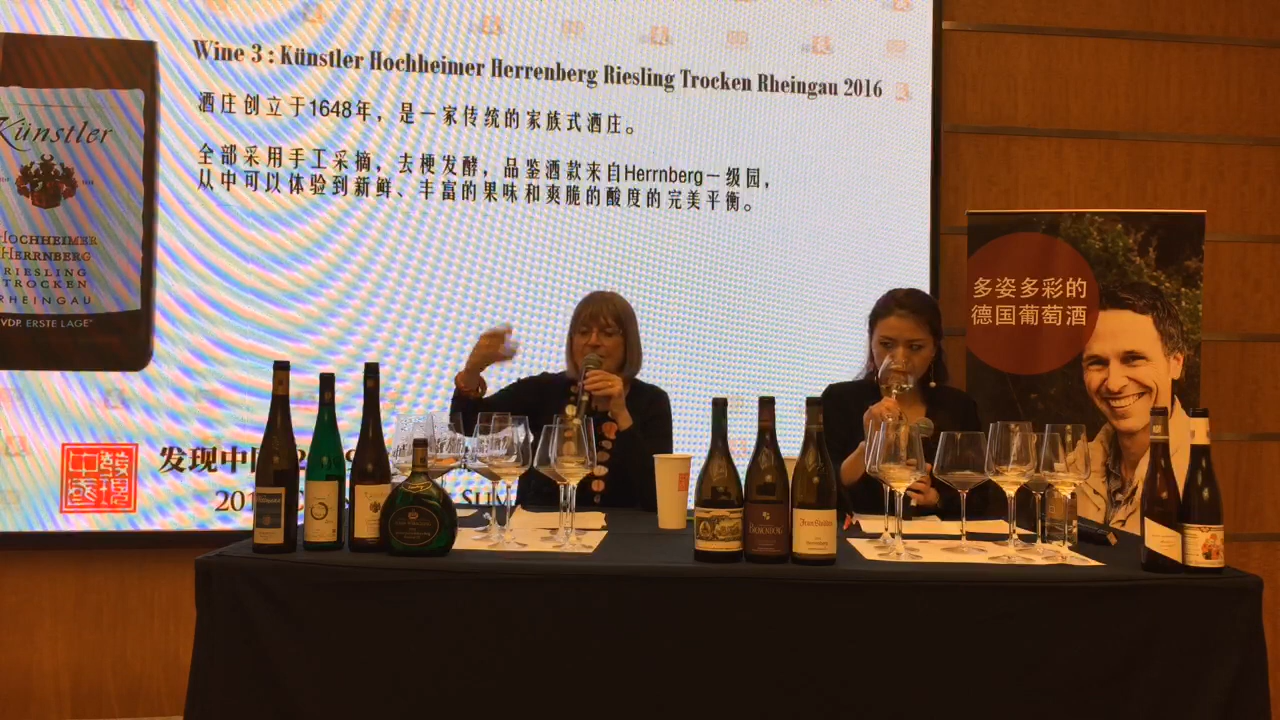 Wine 3 : Künstler Hochheimer Herrenberg Riesling Trocken Rheingau 2016
酒庄创立于1648年，是一家传统的家族式酒庄。
全部采用手工采摘，去梗发酵，品鉴酒款来自Herrnberg一级园，
从中可以体验到新鲜、丰富的果味和爽脆的酸度的完美平衡。
Künstler
HOCHHEIMER
HERRNBERG
RIESLING
TROCKEN
RHEINGAU
VDP. ERSTE LAGE
多姿多彩的
德国葡萄酒
发现中
201
SUM